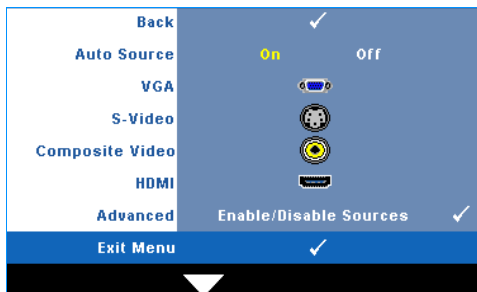 Back
Auto Source On Off
VGA
S-Video
Composite Video
HDMI
Advanced Enable/Disable Sources
Exit Menu